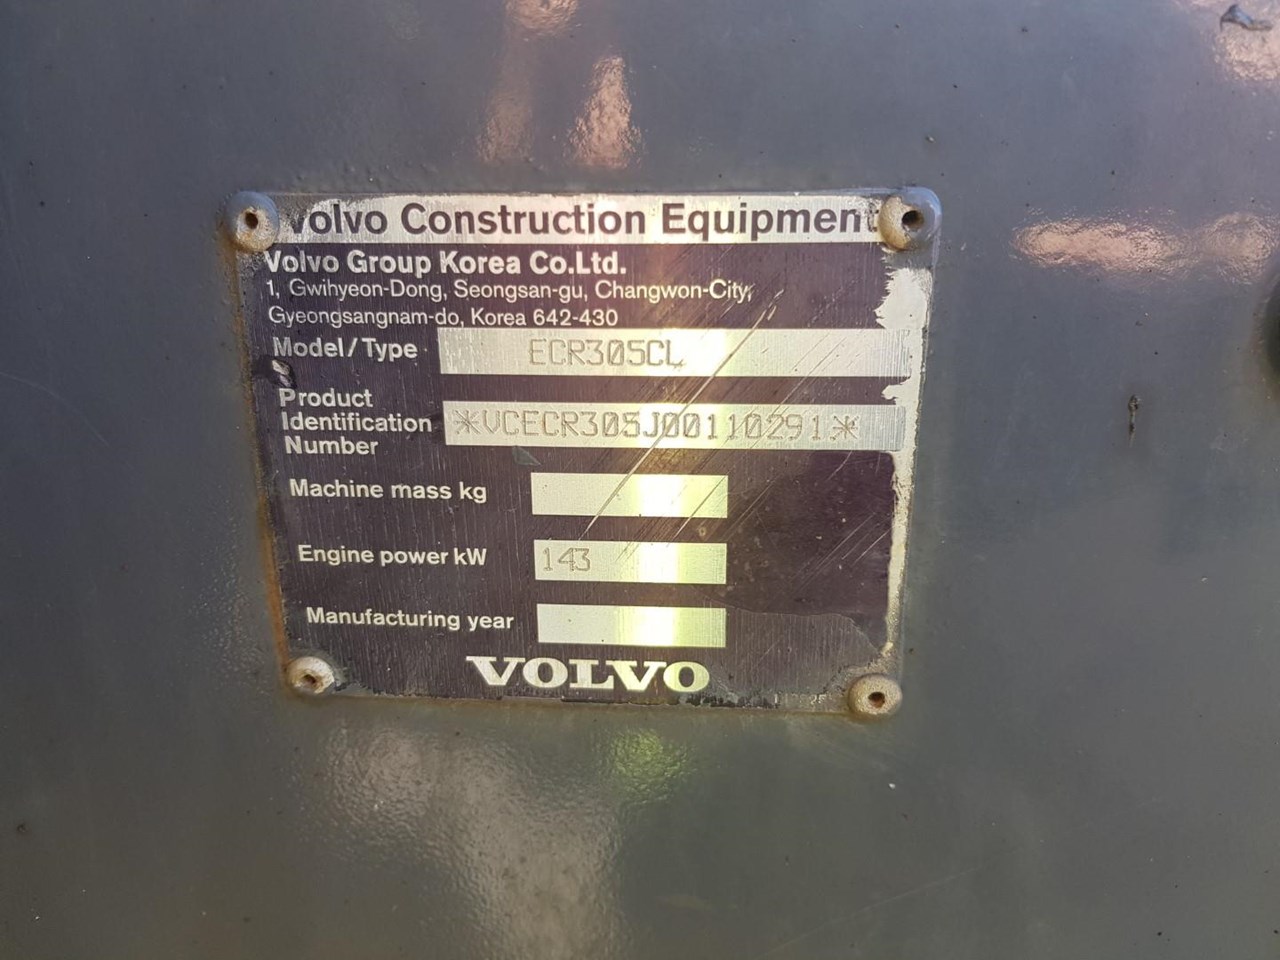 Volvo Construction Equipment
Volvo Group Korea Co.Ltd.
1, Gwihyeon-Dong, Seongsan-gu, Changwon-City,
Gyeongsangnam-do, Korea 642-430
Model/Type ECR305CL
Product
Identification
Number *VCECR305J00110291*
Machine mass kg
Engine power kW 143
Manufacturing year
VOLVO